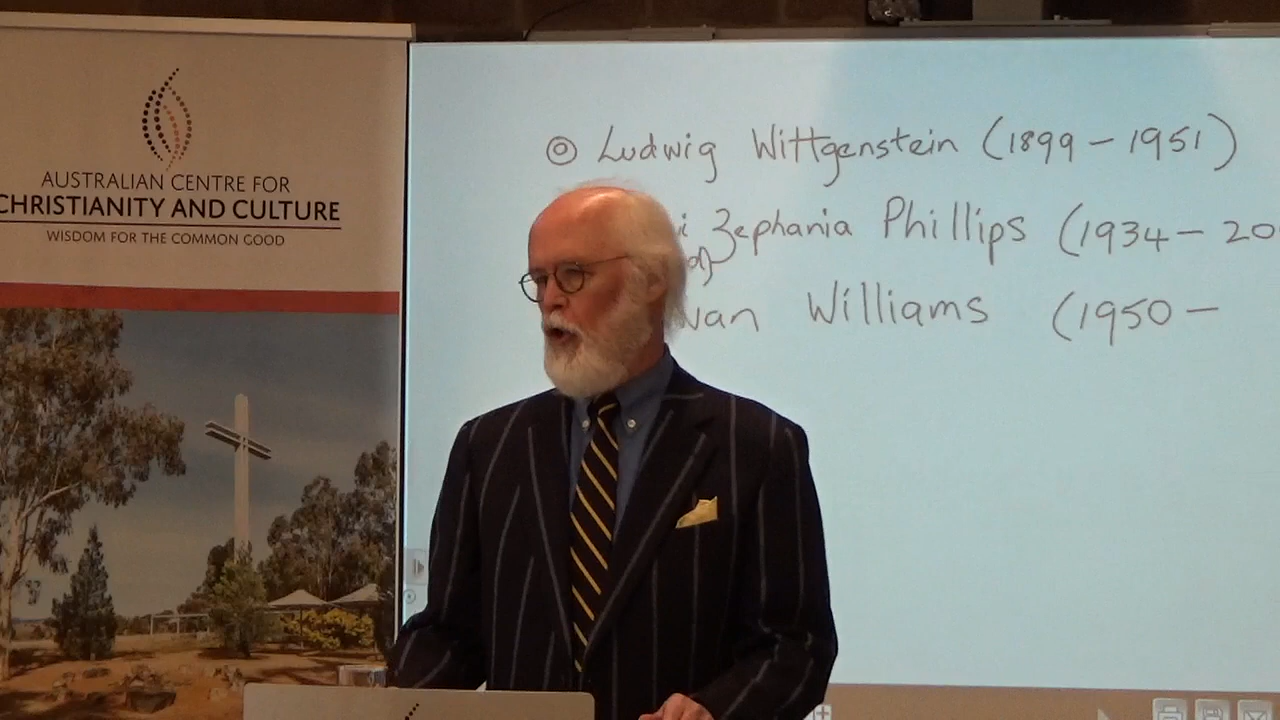 AUSTRALIAN CENTRE FOR
CHRISTIANITY AND CULTURE
WISDOM FOR THE COMMON GOOD
Ludwig Wittgenstein (1899 – 1951)
Zephania Phillips (1934 – 20
Williams (1950 –